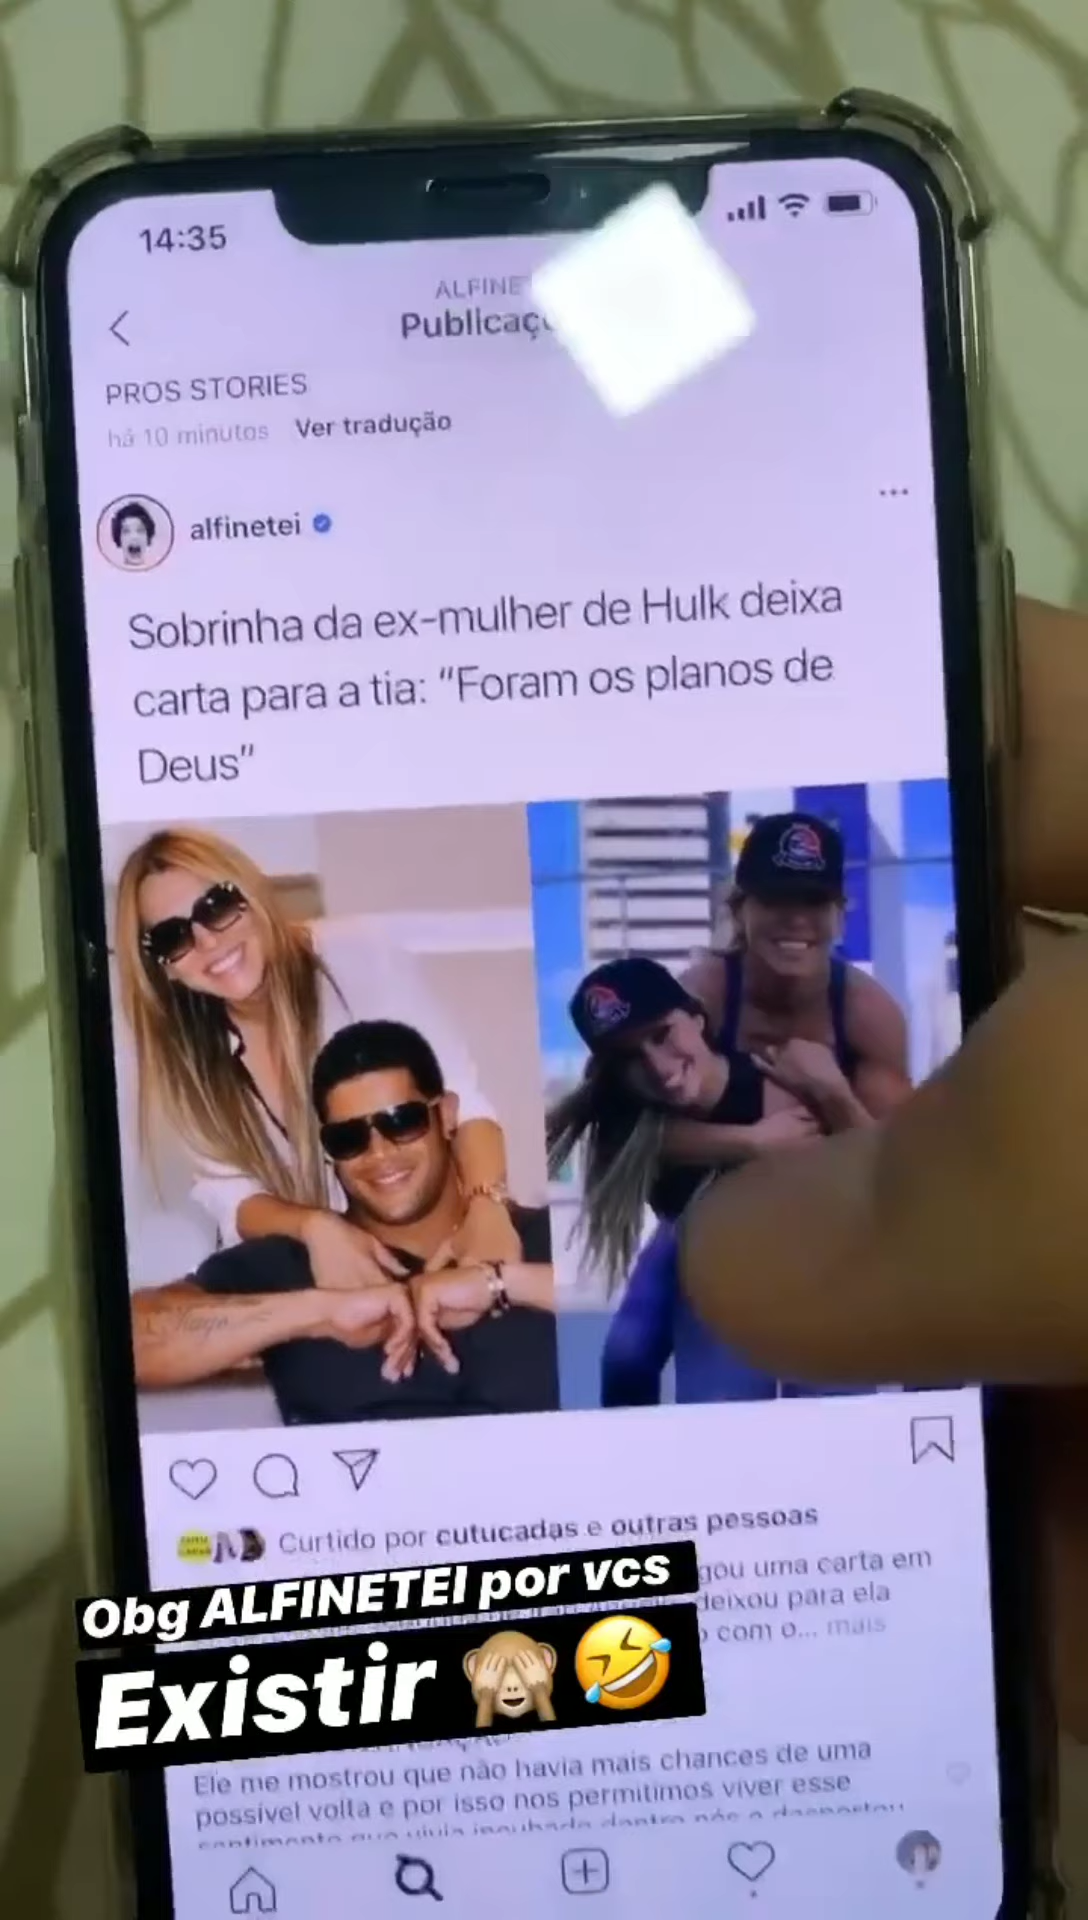 14:35
ALFINE
Publicaç
PROS STORIES
há 10 minutos Ver tradução
alfinetei
Sobrinha da ex-mulher de Hulk deixa
carta para a tia: "Foram os planos de
Deus"
Curtido por cutucadas e outras pessoas
gou uma carta em
deixou para ela
com o... mais
Obg ALFINETEI por vcs
Existir
Ele me mostrou que não havia mais chances de uma
possível volta e por isso nos permitimos viver esse